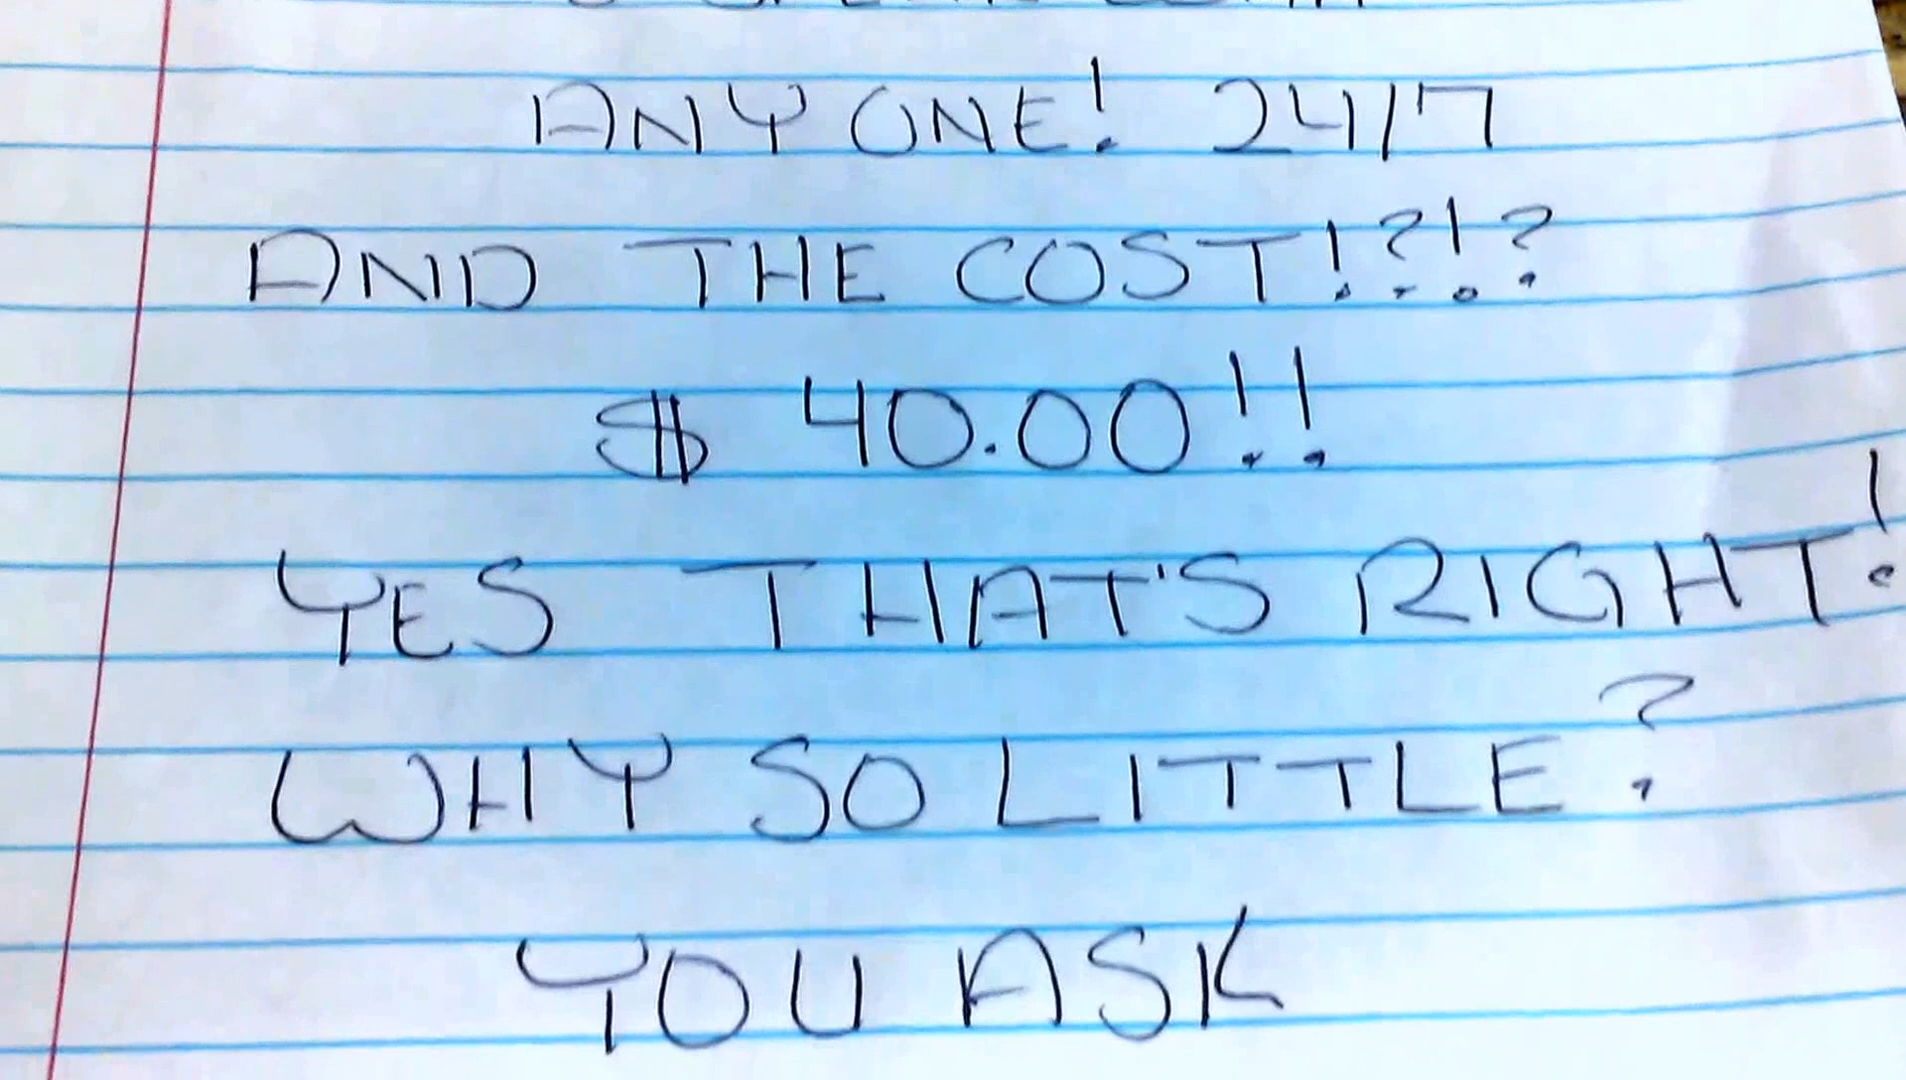 ANYONE! 24/7
AND THE COST!?!?
$ 40.00!!
YES THAT'S RIGHT!
WHY SO LITTLE?
YOU ASK